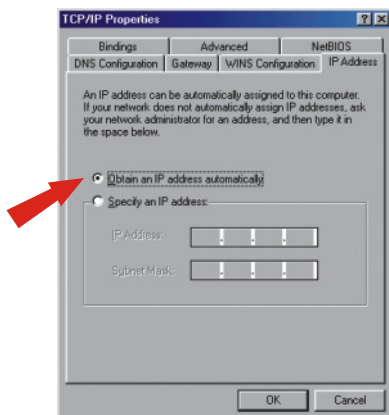 TCP/IP Properties
Bindings Advanced NetBIOS
DNS Configuration Gateway WINS Configuration IP Address
An IP address can be automatically assigned to this computer.
If your network does not automatically assign IP addresses, ask
your network administrator for an address, and then type it in
the space below.
Obtain an IP address automatically
Specify an IP address:
IP Address:
Subnet Mask:
OK Cancel